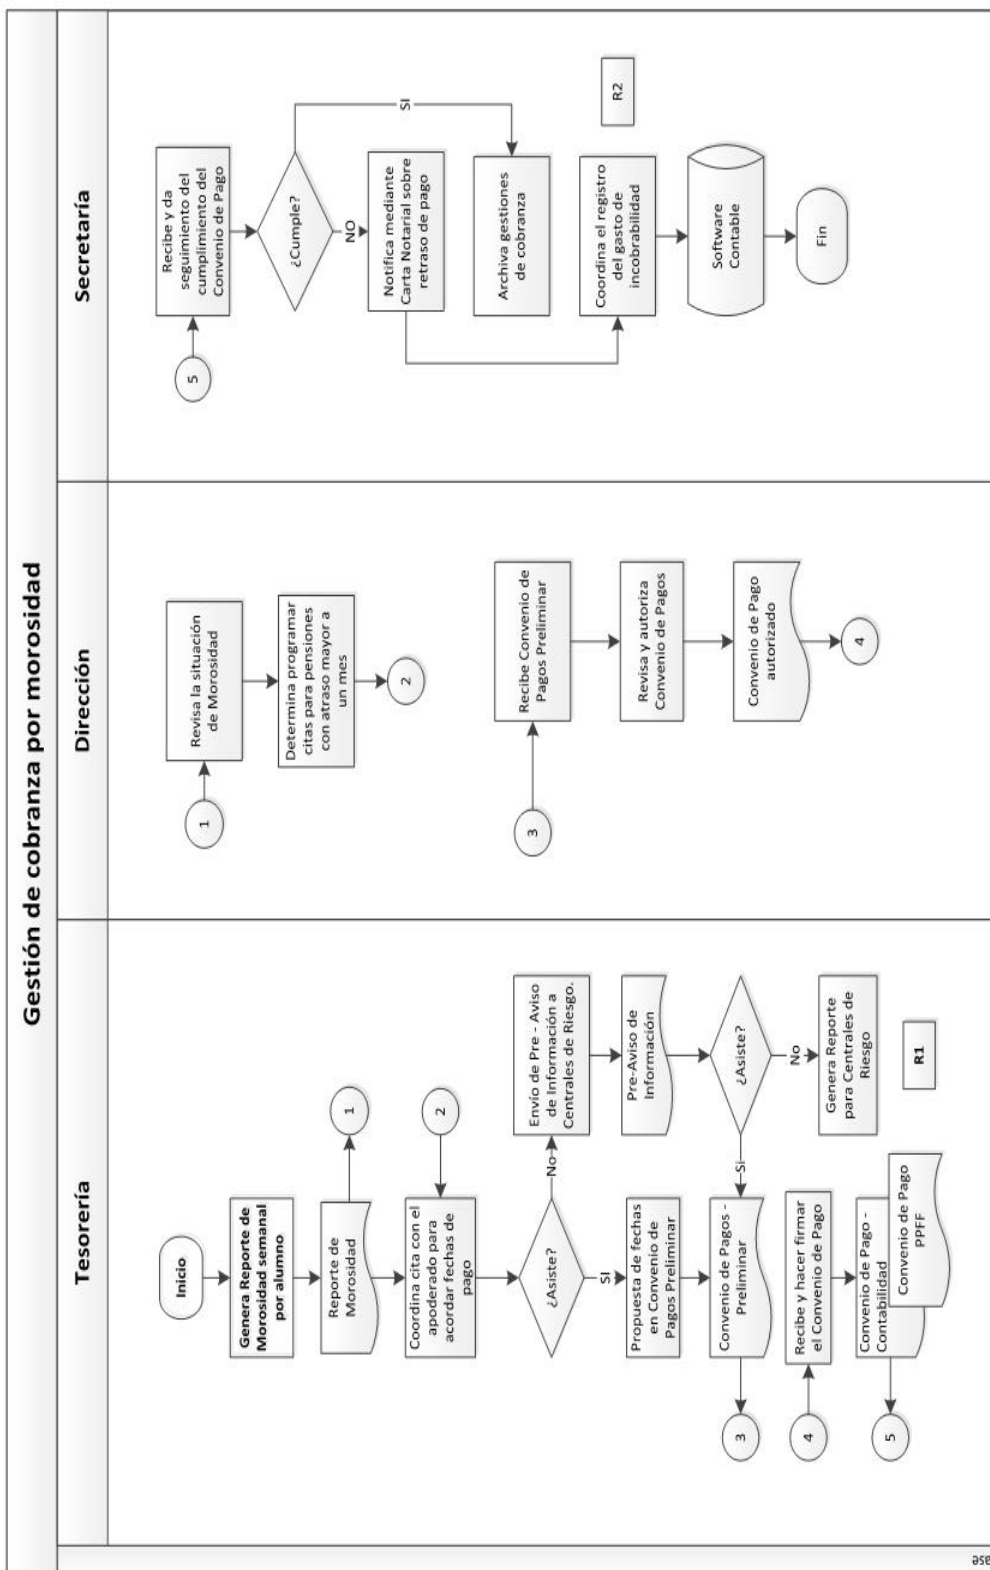 Gestión de cobranza por morosidad
Tesorería
Inicio
Genera Reporte de
Morosidad semanal
por alumno
Reporte de
Morosidad
1
Coordina cita con el
apoderado para
acordar fechas de
pago
2
¿Asiste?
No
SI
Envío de Pre - Aviso
de Información a
Centrales de Riesgo.
Pre-Aviso de
Información
Propuesta de fechas
en Convenio de
Pagos Preliminar
¿Asiste?
Si
No
Convenio de Pagos -
Preliminar
3
Genera Reporte
para Centrales de
Riesgo
Recibe y hacer firmar
el Convenio de Pago
4
Convenio de Pago -
Contabilidad
Convenio de Pago
PPFF
5
R1
Dirección
1
Revisa la situación
de Morosidad
Determina programar
citas para pensiones
con atraso mayor a
un mes
2
3
Recibe Convenio de
Pagos Preliminar
Revisa y autoriza
Convenio de Pagos
Convenio de Pago
autorizado
4
Secretaría
5
Recibe y da
seguimiento del
cumplimiento del
Convenio de Pago
¿Cumple?
SI
NO
Notifica mediante
Carta Notarial sobre
retraso de pago
Archiva gestiones
de cobranza
Coordina el registro
del gasto de
incobrabilidad
R2
Software
Contable
Fin
ase